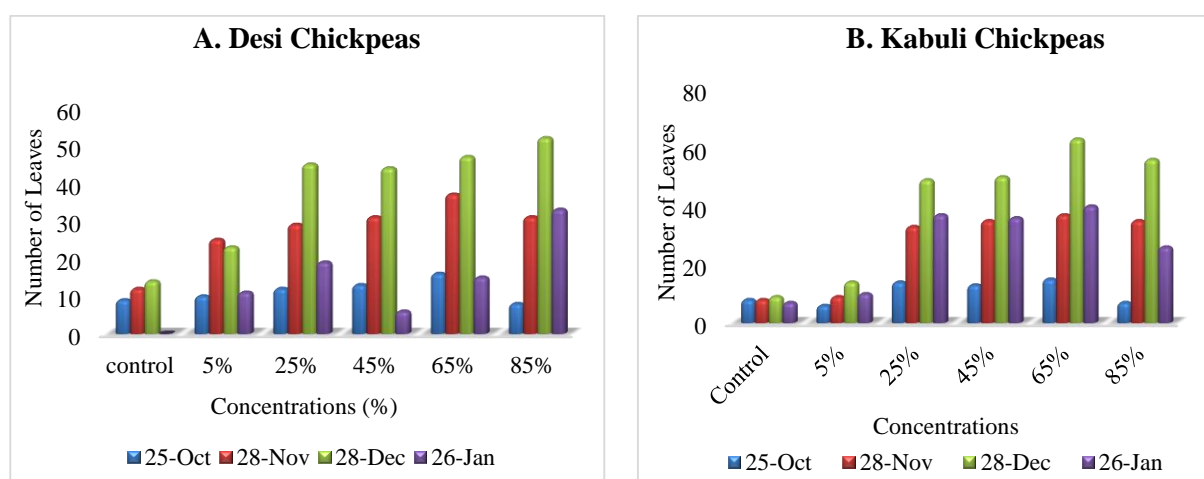 A. Desi Chickpeas
Number of Leaves
60
50
40
30
20
10
0
control 5% 25% 45% 65% 85%
Concentrations (%)
25-Oct 28-Nov 28-Dec 26-Jan
B. Kabuli Chickpeas
Number of Leaves
80
60
40
20
0
Control 5% 25% 45% 65% 85%
Concentrations
25-Oct 28-Nov 28-Dec 26-Jan